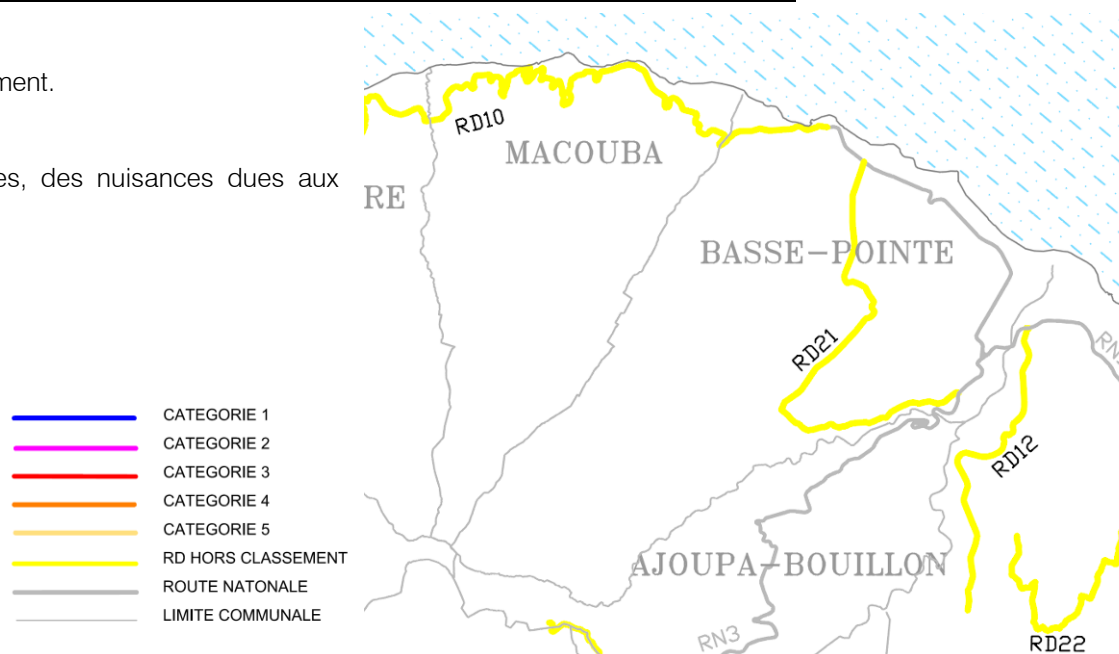 nement.
es, des nuisances dues aux
RD10
MACOUBA
RE
BASSE-POINTE
RD21
RD12
AJOUPA-BOUILLON
RN3
RD22
CATEGORIE 1
CATEGORIE 2
CATEGORIE 3
CATEGORIE 4
CATEGORIE 5
RD HORS CLASSEMENT
ROUTE NATONALE
LIMITE COMMUNALE